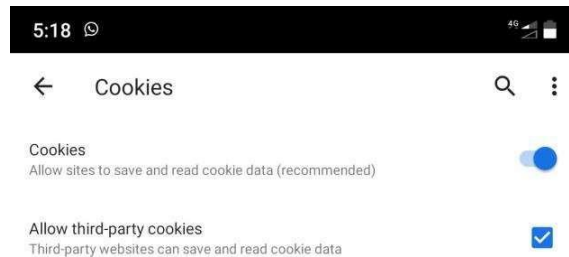 5:18
4G
Cookies
Cookies
Allow sites to save and read cookie data (recommended)
Allow third-party cookies
Third-party websites can save and read cookie data